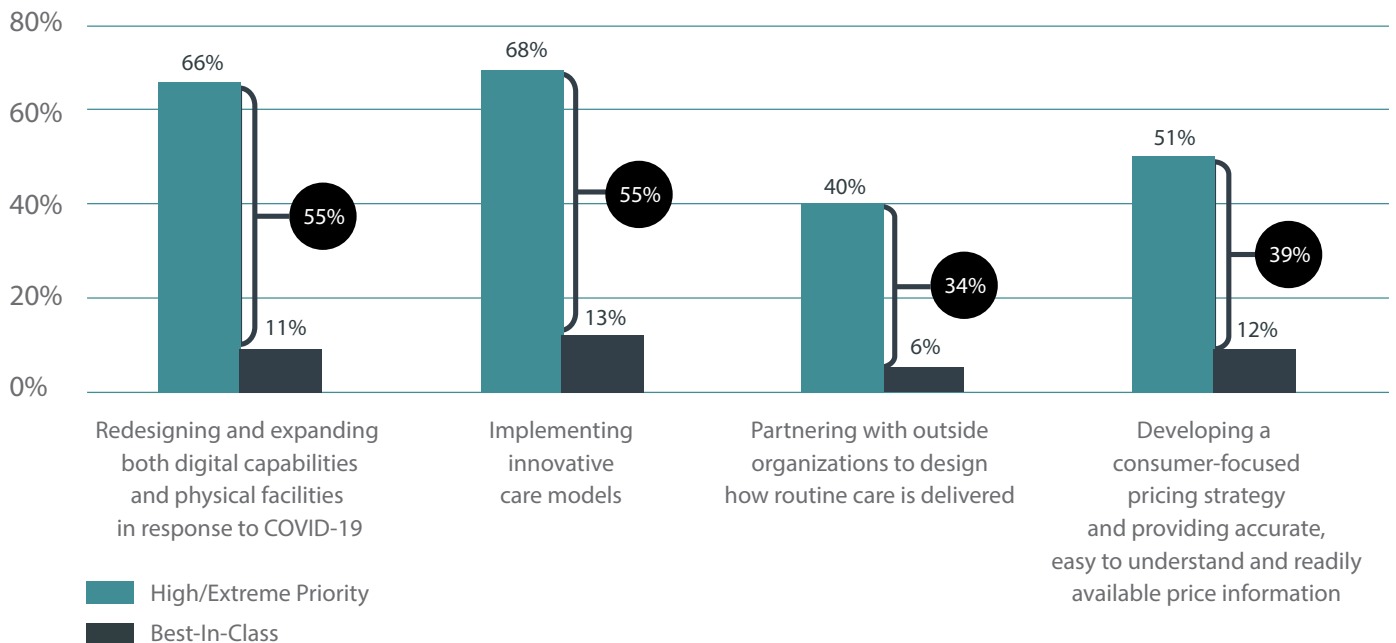 80%
60%
40%
20%
0%
66%
55%
11%
68%
55%
13%
40%
34%
6%
51%
39%
12%
Redesigning and expanding
both digital capabilities
and physical facilities
in response to COVID-19
Implementing
innovative
care models
Partnering with outside
organizations to design
how routine care is delivered
Developing a
consumer-focused
pricing strategy
and providing accurate,
easy to understand and readily
available price information
High/Extreme Priority
Best-In-Class